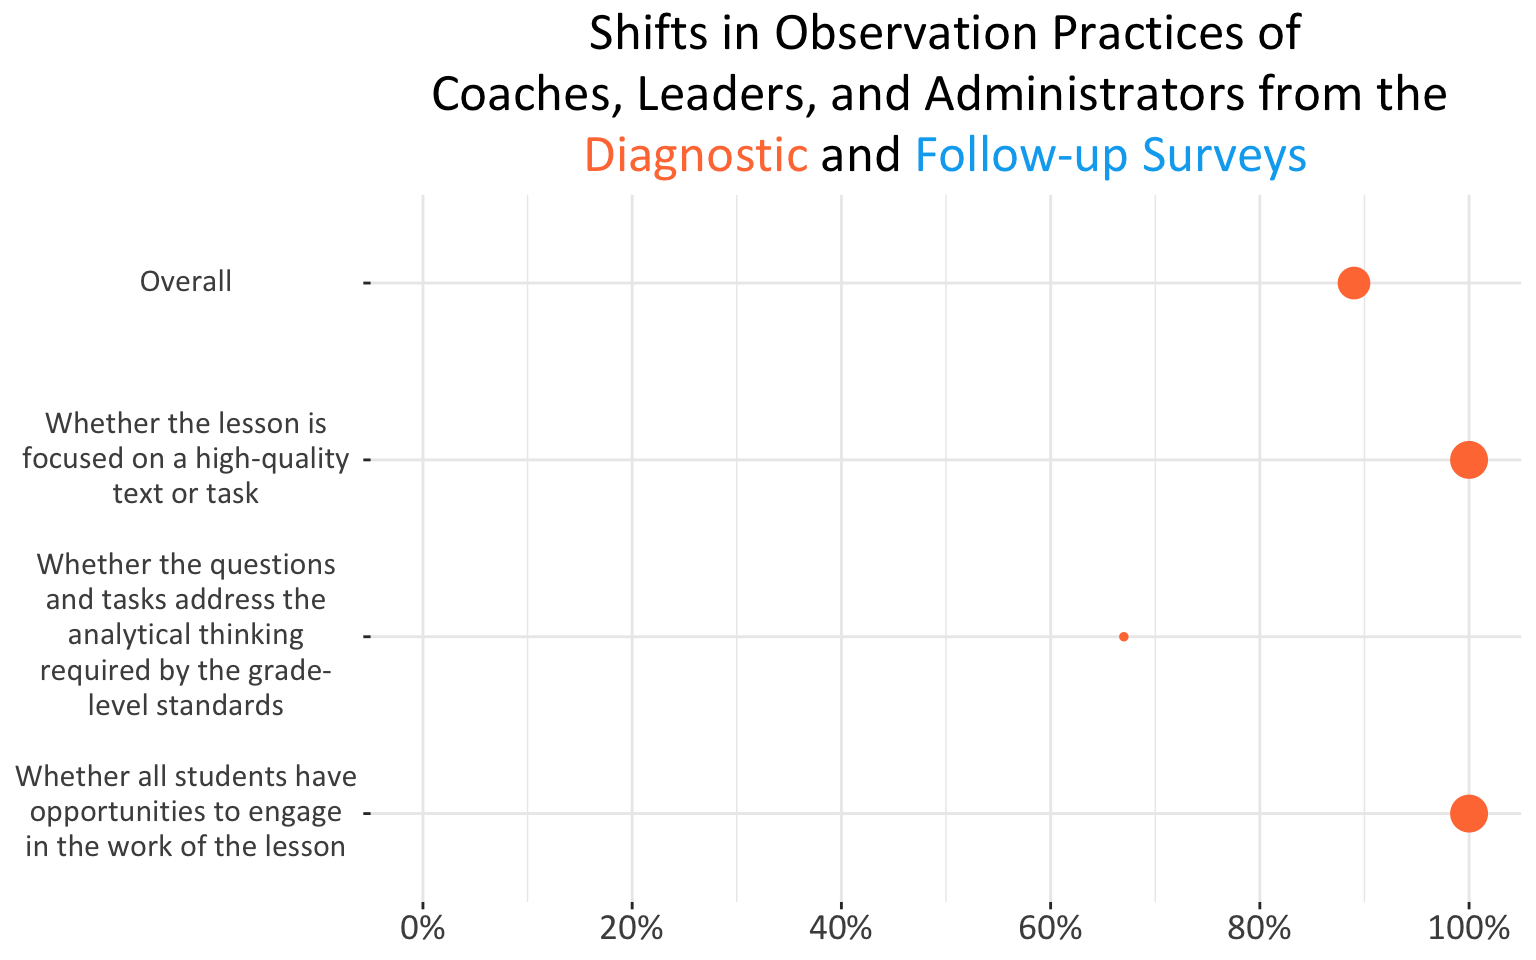 Shifts in Observation Practices of
Coaches, Leaders, and Administrators from the
Diagnostic and Follow-up Surveys
Overall
Whether the lesson is
focused on a high-quality
text or task
Whether the questions
and tasks address the
analytical thinking
required by the grade-
level standards
Whether all students have
opportunities to engage
in the work of the lesson
0% 20% 40% 60% 80% 100%